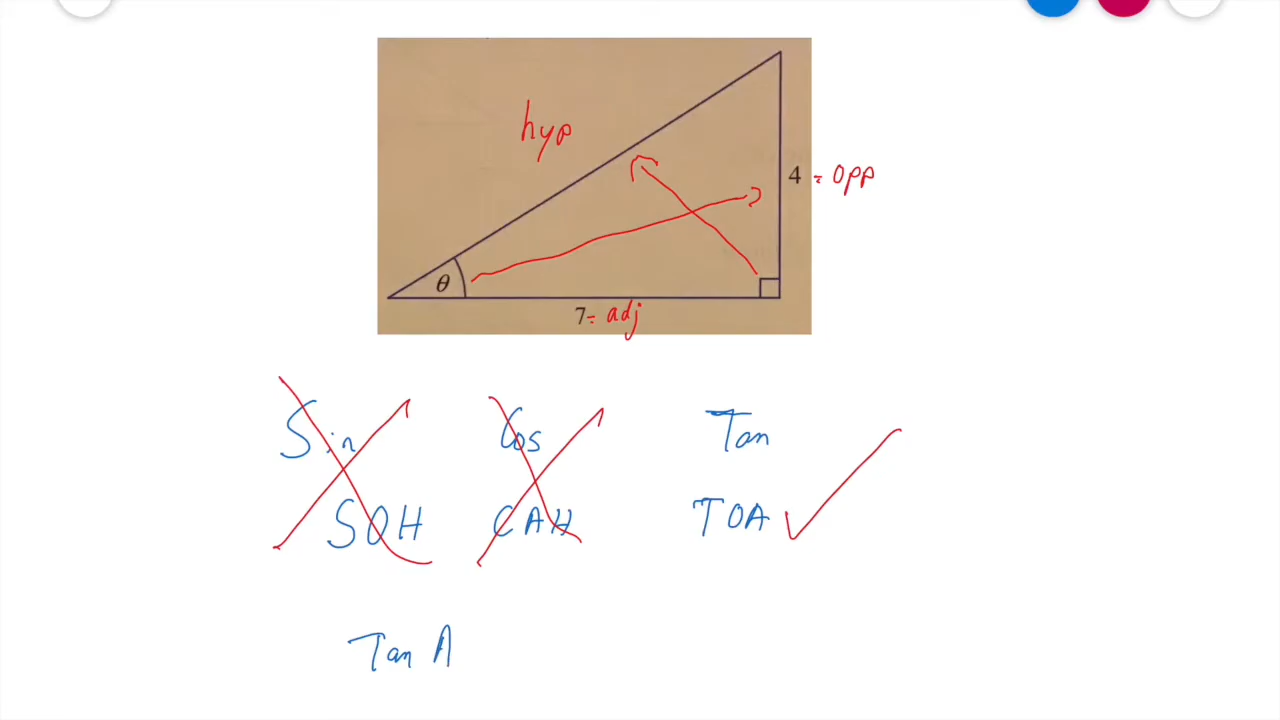 hyp
4 = opp
θ
7 = adj
Sin Cos Tan
SOH CAH TOA
Tan A